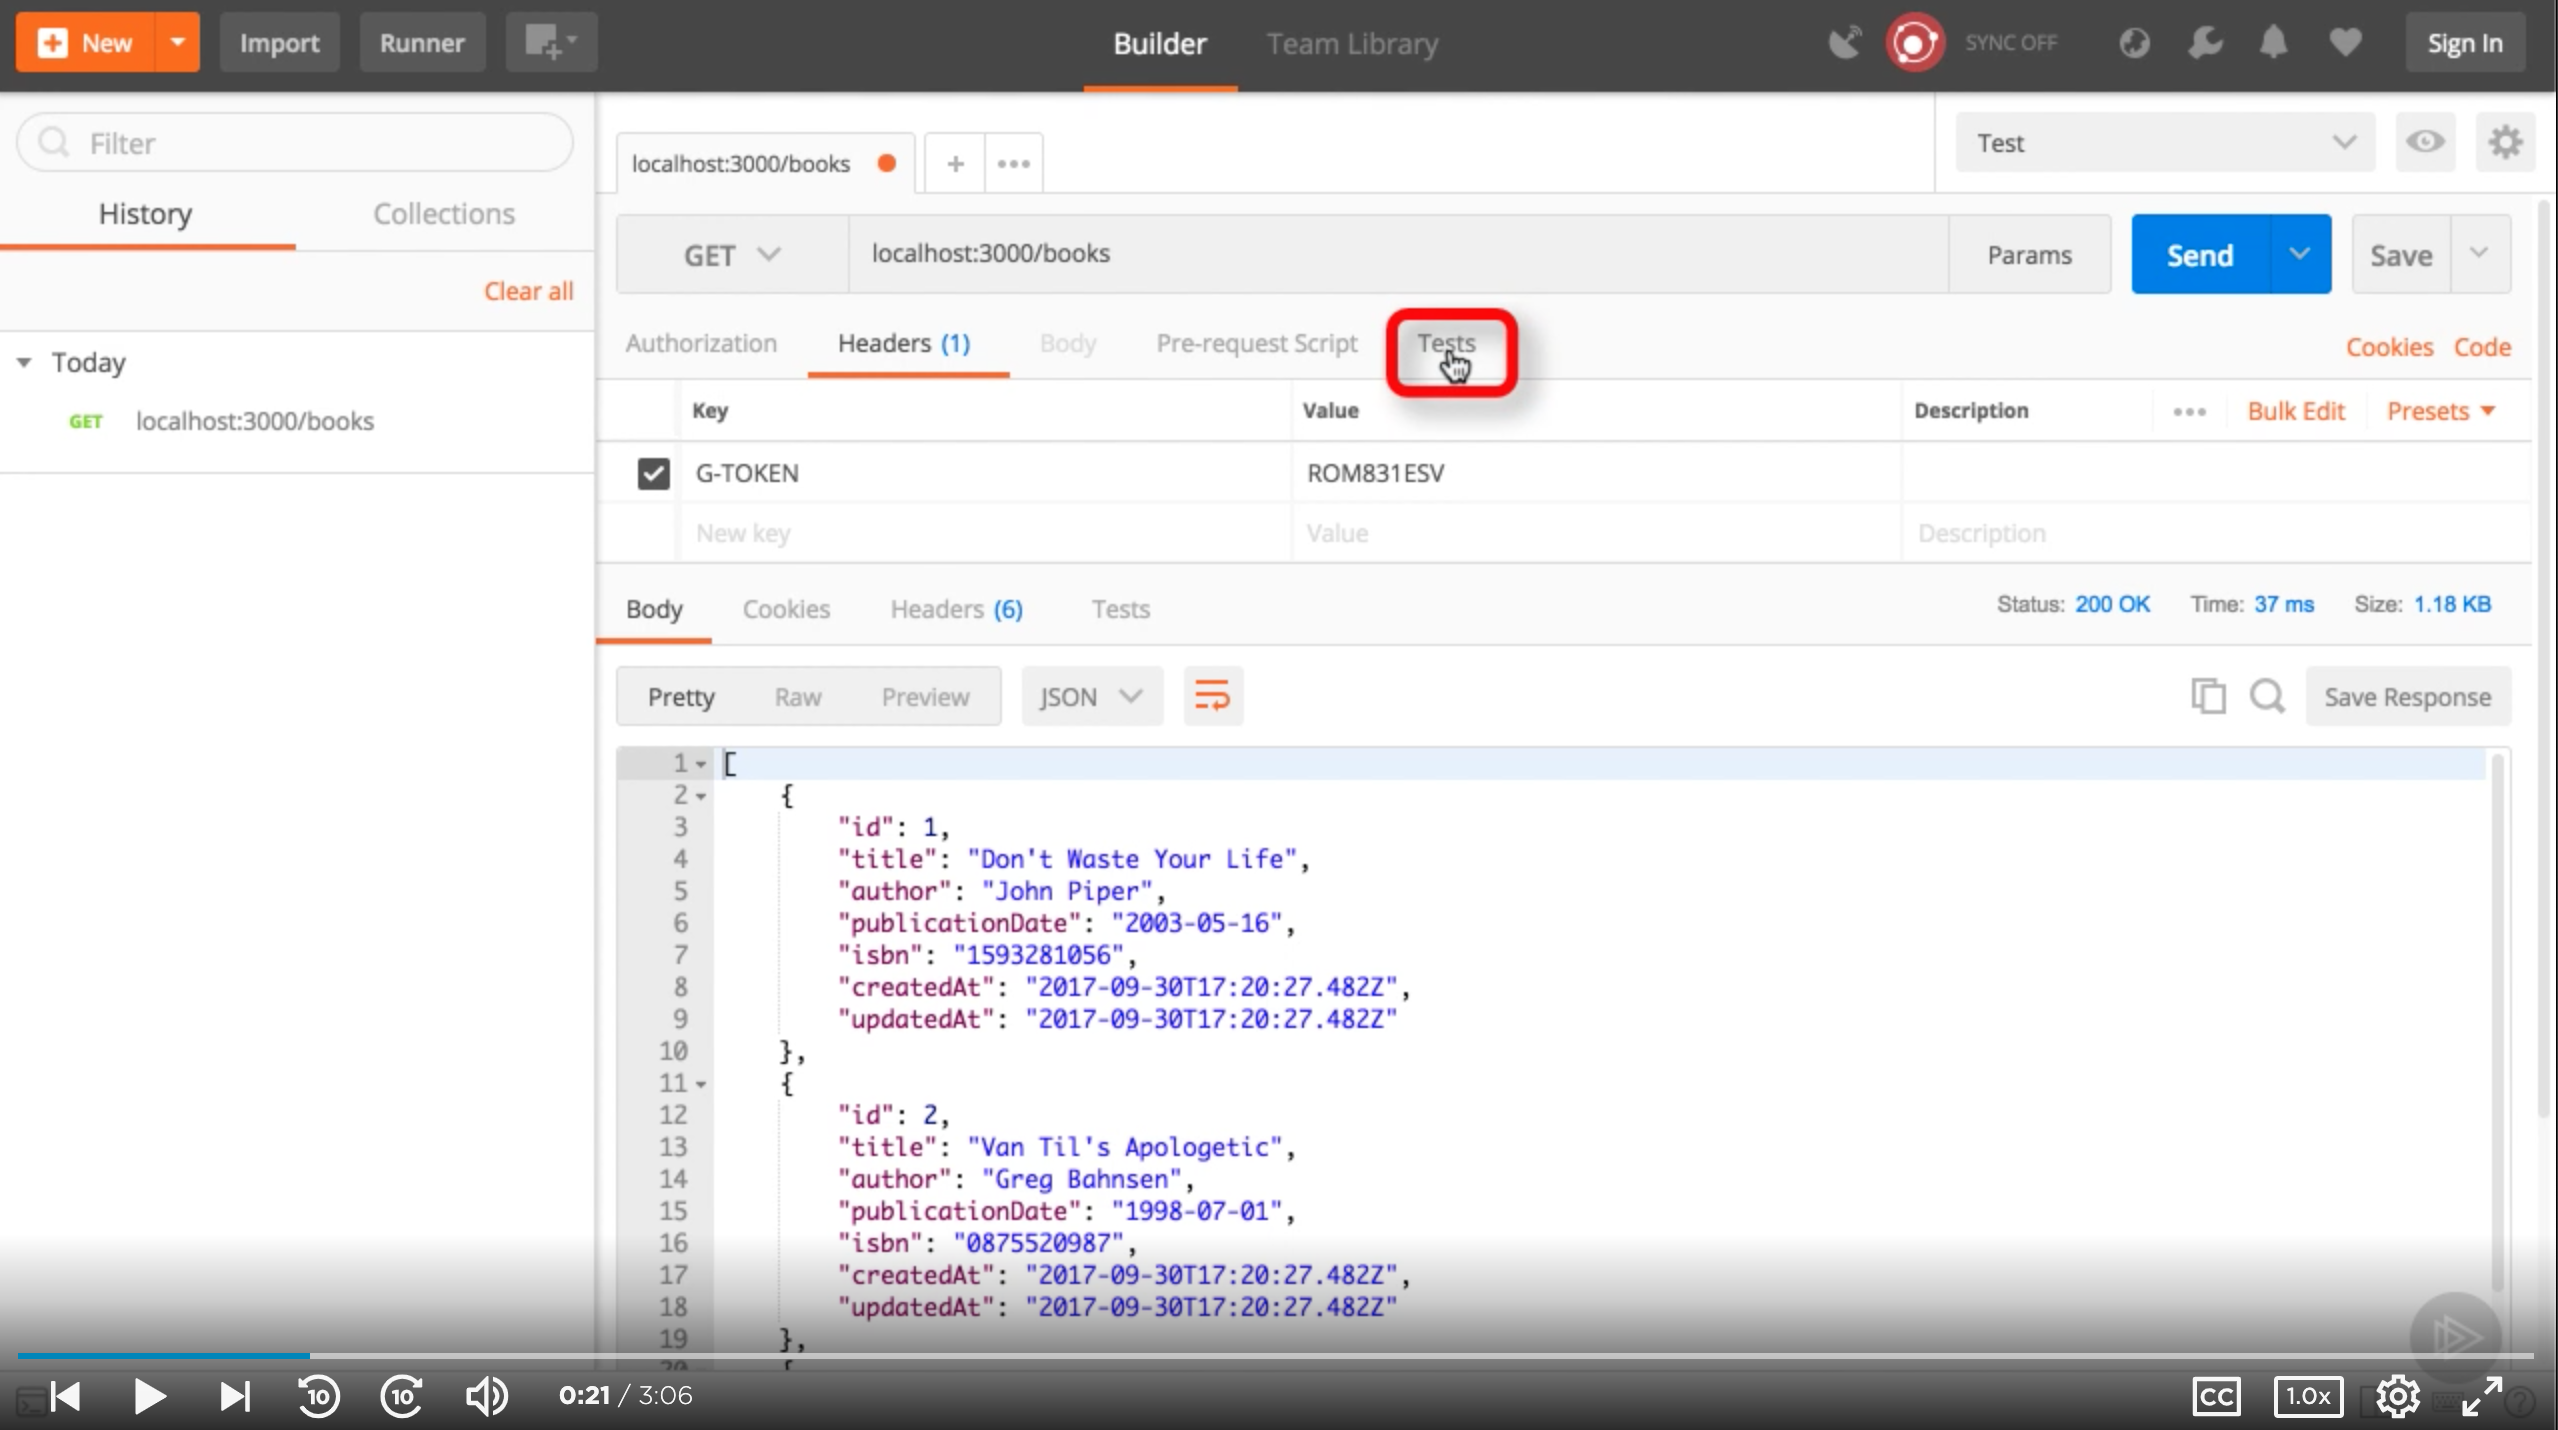 New Import Runner Builder Team Library SYNC OFF Sign In
Filter
History Collections
Clear all
Today
GET localhost:3000/books
localhost:3000/books + •••
Test
GET localhost:3000/books Params Send Save
Authorization Headers (1) Body Pre-request Script Tests Cookies Code
Key Value Description ••• Bulk Edit Presets
G-TOKEN ROM831ESV
New key Value Description
Body Cookies Headers (6) Tests Status: 200 OK Time: 37 ms Size: 1.18 KB
Pretty Raw Preview JSON Save Response
1 [
2 {
3 "id": 1,
4 "title": "Don't Waste Your Life",
5 "author": "John Piper",
6 "publicationDate": "2003-05-16",
7 "isbn": "1593281056",
8 "createdAt": "2017-09-30T17:20:27.482Z",
9 "updatedAt": "2017-09-30T17:20:27.482Z"
10 },
11 {
12 "id": 2,
13 "title": "Van Til's Apologetic",
14 "author": "Greg Bahnsen",
15 "publicationDate": "1998-07-01",
16 "isbn": "0875520987",
17 "createdAt": "2017-09-30T17:20:27.482Z",
18 "updatedAt": "2017-09-30T17:20:27.482Z"
19 },
20 {
10 10 0:21 / 3:06 CC 1.0x